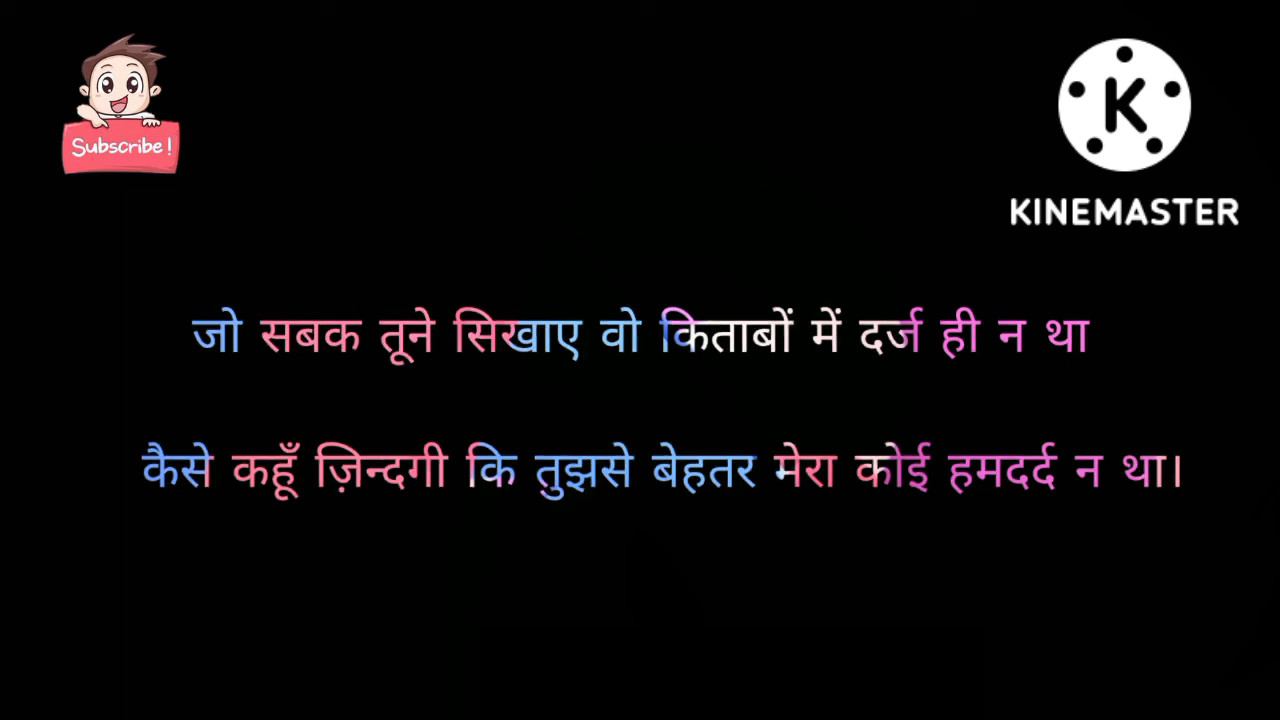 Subscribe!
K
KINEMASTER
जो सबक तूने सिखाए वो किताबों में दर्ज ही न था
कैसे कहूँ ज़िन्दगी कि तुझसे बेहतर मेरा कोई हमदर्द न था।